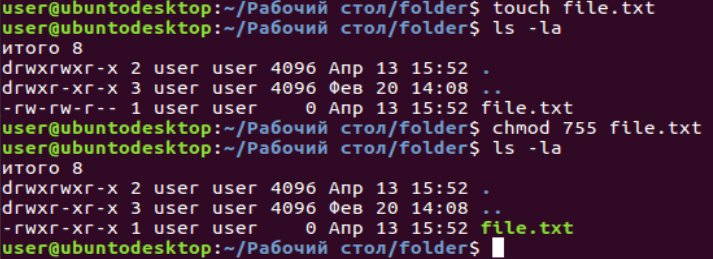 user@ubuntodesktop:~/Рабочий стол/folder$ touch file.txt
user@ubuntodesktop:~/Рабочий стол/folder$ ls -la
итого 8
drwxrwxr-x 2 user user 4096 Апр 13 15:52 .
drwxr-xr-x 3 user user 4096 Фев 20 14:08 ..
-rw-rw-r-- 1 user user    0 Апр 13 15:52 file.txt
user@ubuntodesktop:~/Рабочий стол/folder$ chmod 755 file.txt
user@ubuntodesktop:~/Рабочий стол/folder$ ls -la
итого 8
drwxrwxr-x 2 user user 4096 Апр 13 15:52 .
drwxr-xr-x 3 user user 4096 Фев 20 14:08 ..
-rwxr-xr-x 1 user user    0 Апр 13 15:52 file.txt
user@ubuntodesktop:~/Рабочий стол/folder$